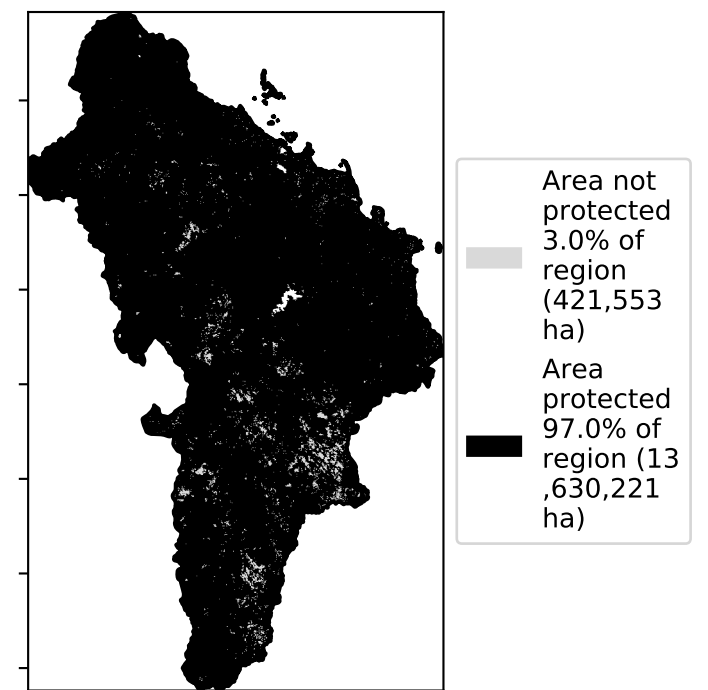 Area not
protected
3.0% of
region
(421,553
ha)
Area
protected
97.0% of
region (13
,630,221
ha)